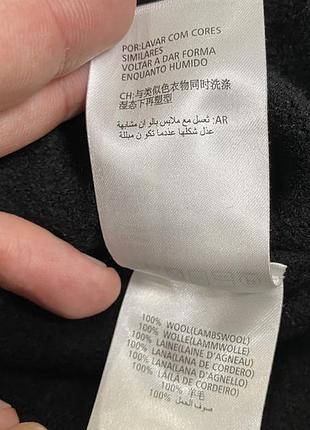 POR:LAVAR COM CORES
SIMILARES
VOLTAR A DAR FORMA
ENQUANTO HÚMIDO
CH:与类似色衣物同时洗涤
湿态下再塑型
AR: تغسل مع ملابس بالوان مشابهة
عدل شكلها عندما تكون مبللة
100% WOOL(LAMBSWOOL)
100% WOLLE(LAMMWOLLE)
100% LAINE(LAINE D'AGNEAU)
100% LANA(LANA DE CORDERO)
100% LANA(LANA D'AGNELLO)
100% LÃ(LÃ DE CORDEIRO)
100% 羊毛
100% صوف الحمل